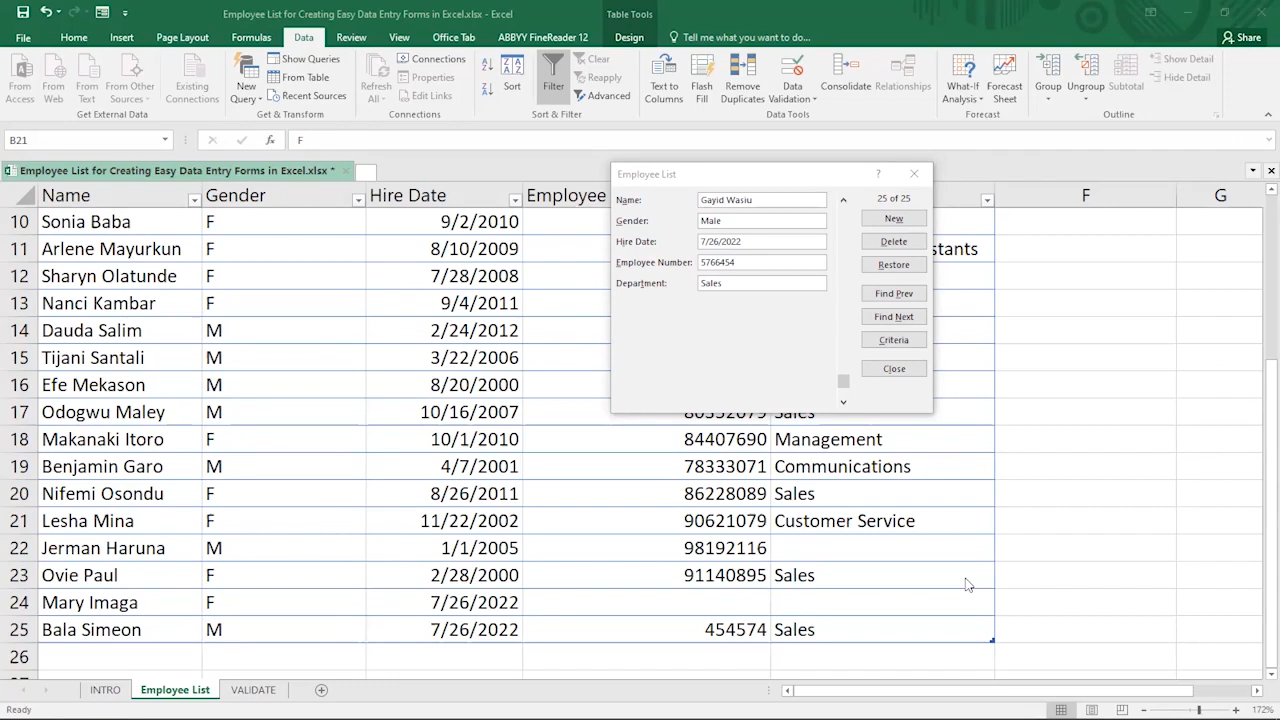 Employee List for Creating Easy Data Entry Forms in Excel.xlsx - Excel
Table Tools
File Home Insert Page Layout Formulas Data Review View Office Tab ABBYY FineReader 12 Design Tell me what you want to do... Share
From Access
From Web
From Text
From Other Sources
Existing Connections
New Query
Show Queries
From Table
Recent Sources
Refresh All
Connections
Properties
Edit Links
Sort
Filter
Clear
Reapply
Advanced
Text to Columns
Flash Fill
Remove Duplicates
Data Validation
Consolidate
Relationships
What-If Analysis
Forecast Sheet
Group
Ungroup
Subtotal
Show Detail
Hide Detail
Get External Data
Get & Transform
Connections
Sort & Filter
Data Tools
Forecast
Outline
B21 fx F
Employee List for Creating Easy Data Entry Forms in Excel.xlsx *
Name Gender Hire Date Employee F G
10 Sonia Baba F 9/2/2010
11 Arlene Mayurkun F 8/10/2009 stants
12 Sharyn Olatunde F 7/28/2008
13 Nanci Kambar F 9/4/2011
14 Dauda Salim M 2/24/2012
15 Tijani Santali M 3/22/2006
16 Efe Mekason M 8/20/2000
17 Odogwu Maley M 10/16/2007 Sales
18 Makanaki Itoro F 10/1/2010 84407690 Management
19 Benjamin Garo M 4/7/2001 78333071 Communications
20 Nifemi Osondu F 8/26/2011 86228089 Sales
21 Lesha Mina F 11/22/2002 90621079 Customer Service
22 Jerman Haruna M 1/1/2005 98192116
23 Ovie Paul F 2/28/2000 91140895 Sales
24 Mary Imaga F 7/26/2022
25 Bala Simeon M 7/26/2022 454574 Sales
26
Employee List ?
Name: Gayid Wasiu 25 of 25
Gender: Male New
Hire Date: 7/26/2022 Delete
Employee Number: 5766454 Restore
Department: Sales
Find Prev
Find Next
Criteria
Close
INTRO Employee List VALIDATE
Ready 172%